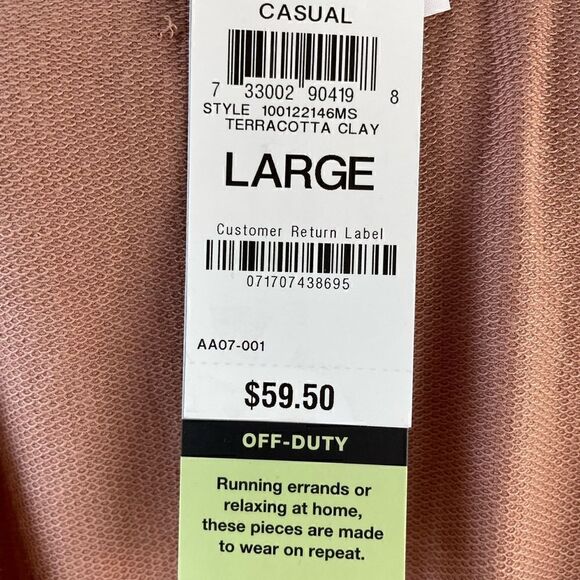 CASUAL
7 33002 90419 8
STYLE 100122146MS
TERRACOTTA CLAY
LARGE
Customer Return Label
071707438695
AA07-001
$59.50
OFF-DUTY
Running errands or
relaxing at home,
these pieces are made
to wear on repeat.